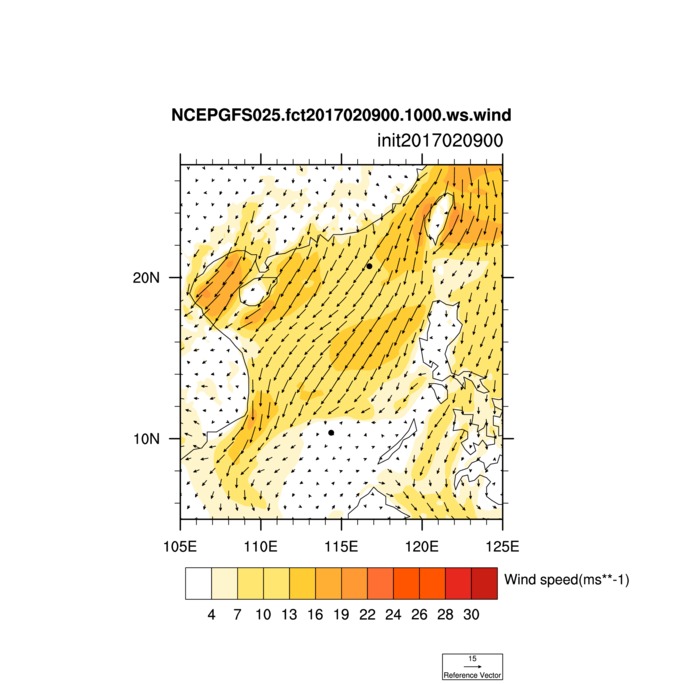 NCEPGFS025.fct2017020900.1000.ws.wind
init2017020900
20N
10N
105E 110E 115E 120E 125E
Wind speed(ms**-1)
4 7 10 13 16 19 22 24 26 28 30
15
Reference Vector